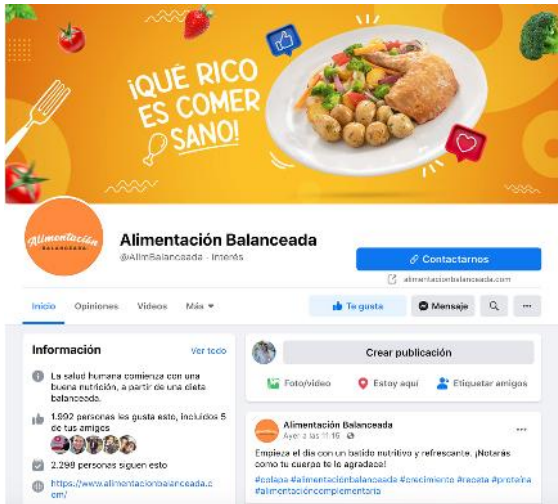 ¡QUÉ RICO
ES COMER
SANO!
Alimentación
BALANCEADA
Alimentación Balanceada
@AlimBalanceada · Interés
Contactarnos
alimentacionbalanceada.com
Inicio Opiniones Videos Más
Te gusta
Mensaje
Información
Ver todo
La salud humana comienza con una
buena nutrición, a partir de una dieta
balanceada.
1.992 personas les gusta esto, incluidos 5
de tus amigos
2.298 personas siguen esto
https://www.alimentacionbalanceada.c
om/
Crear publicación
Foto/video
Estoy aquí
Etiquetar amigos
Alimentación Balanceada
Ayer a las 11:16
Empieza el día con un batido nutritivo y refrescante. ¡Notarás
como tu cuerpo te lo agradece!
#colapa #alimentaciónbalanceada #crecimiento #receta #proteína
#alimentacióncomplementaria